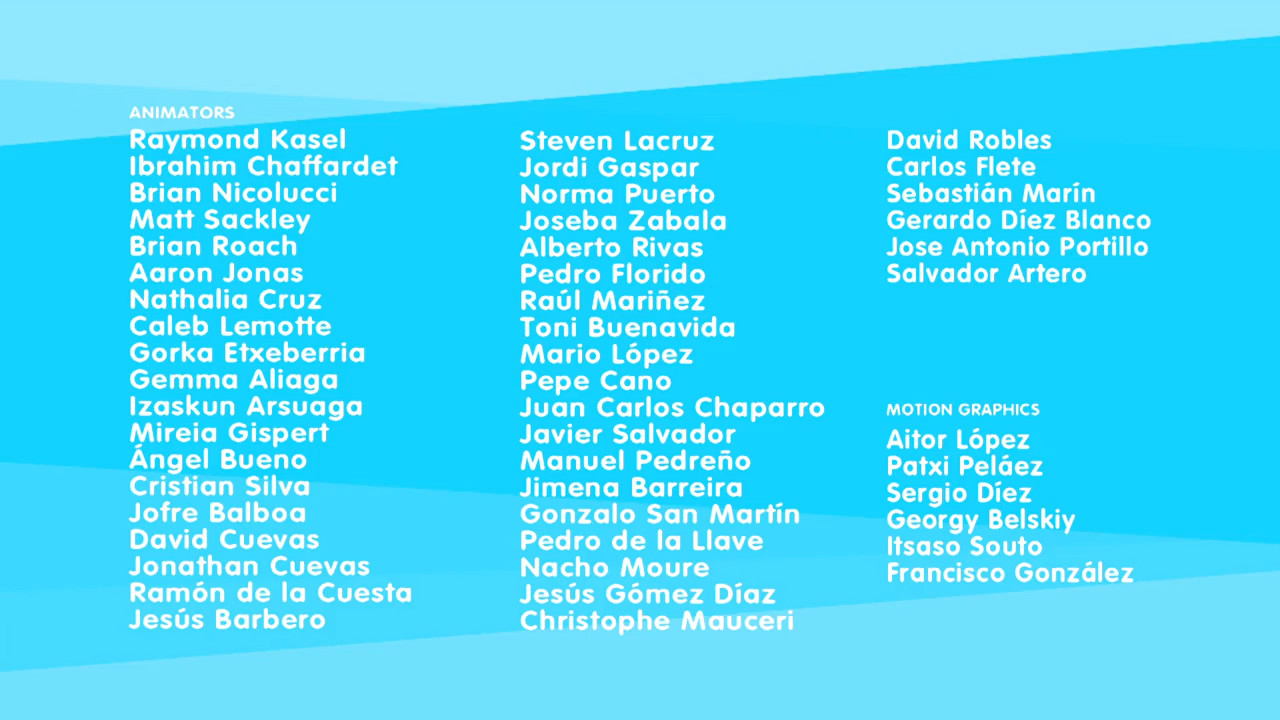 ANIMATORS
Raymond Kasel
Ibrahim Chaffardet
Brian Nicolucci
Matt Sackley
Brian Roach
Aaron Jonas
Nathalia Cruz
Caleb Lemotte
Gorka Etxeberria
Gemma Aliaga
Izaskun Arsuaga
Mireia Gispert
Ángel Bueno
Cristian Silva
Jofre Balboa
David Cuevas
Jonathan Cuevas
Ramón de la Cuesta
Jesús Barbero
Steven Lacruz
Jordi Gaspar
Norma Puerto
Joseba Zabala
Alberto Rivas
Pedro Florido
Raúl Mariñez
Toni Buenavida
Mario López
Pepe Cano
Juan Carlos Chaparro
Javier Salvador
Manuel Pedreño
Jimena Barreira
Gonzalo San Martín
Pedro de la Llave
Nacho Moure
Jesús Gómez Díaz
Christophe Mauceri
David Robles
Carlos Flete
Sebastián Marín
Gerardo Díez Blanco
Jose Antonio Portillo
Salvador Artero
MOTION GRAPHICS
Aitor López
Patxi Peláez
Sergio Díez
Georgy Belskiy
Itsaso Souto
Francisco González